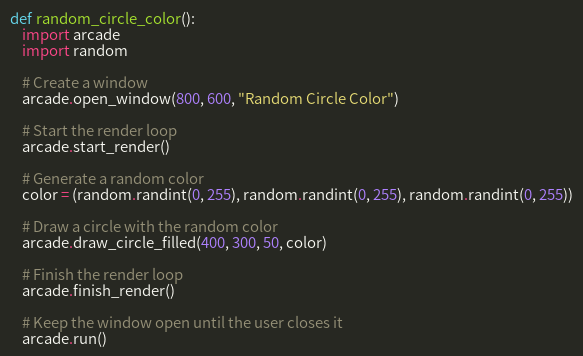 def random_circle_color():
import arcade
import random
# Create a window
arcade.open_window(800, 600, "Random Circle Color")
# Start the render loop
arcade.start_render()
# Generate a random color
color = (random.randint(0, 255), random.randint(0, 255), random.randint(0, 255))
# Draw a circle with the random color
arcade.draw_circle_filled(400, 300, 50, color)
# Finish the render loop
arcade.finish_render()
# Keep the window open until the user closes it
arcade.run()